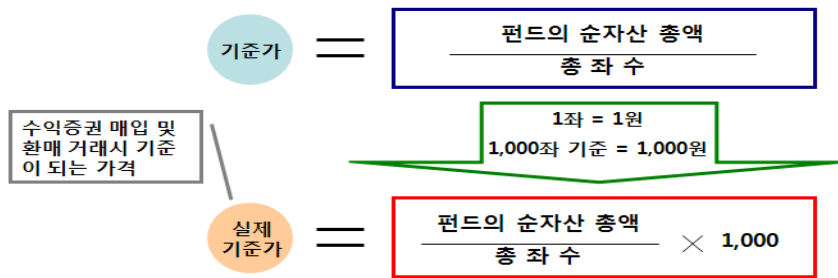 기준가
=
펀드의 순자산 총액
총 좌 수
1좌 = 1원
1,000좌 기준 = 1,000원
수익증권 매입 및
환매 거래시 기준
이 되는 가격
실제
기준가
=
펀드의 순자산 총액
총 좌 수
× 1,000